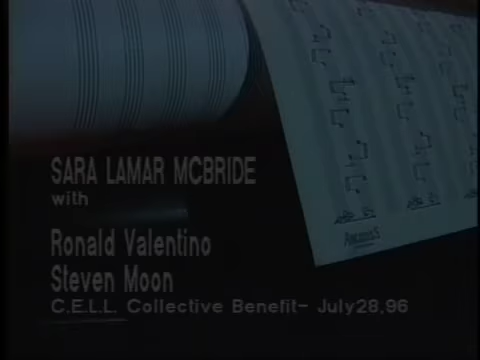 SARA LAMAR MCBRIDE
with
Ronald Valentino
Steven Moon
C.E.L.L. Collective Benefit- July28,96